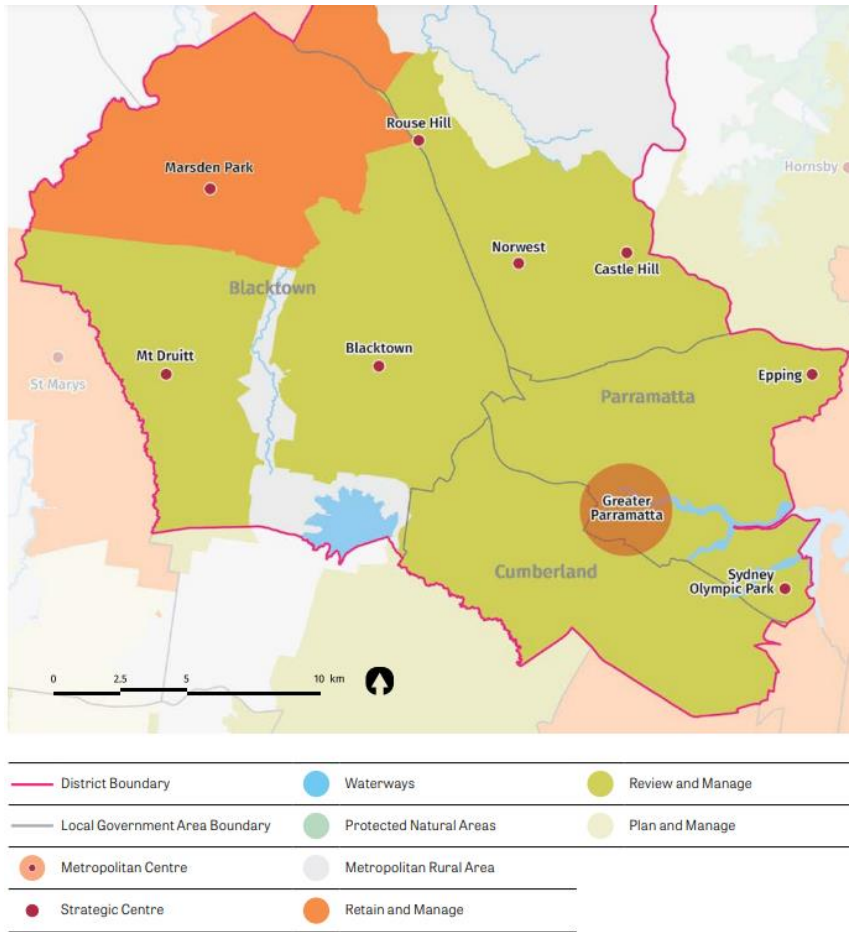 Rouse Hill
Marsden Park
Hornsby
Norwest
Castle Hill
Blacktown
Mt Druitt
Blacktown
St Marys
Epping
Parramatta
Greater
Parramatta
Cumberland
Sydney
Olympic Park
0 2.5 5 10 km
District Boundary Waterways Review and Manage
Local Government Area Boundary Protected Natural Areas Plan and Manage
Metropolitan Centre Metropolitan Rural Area
Strategic Centre Retain and Manage